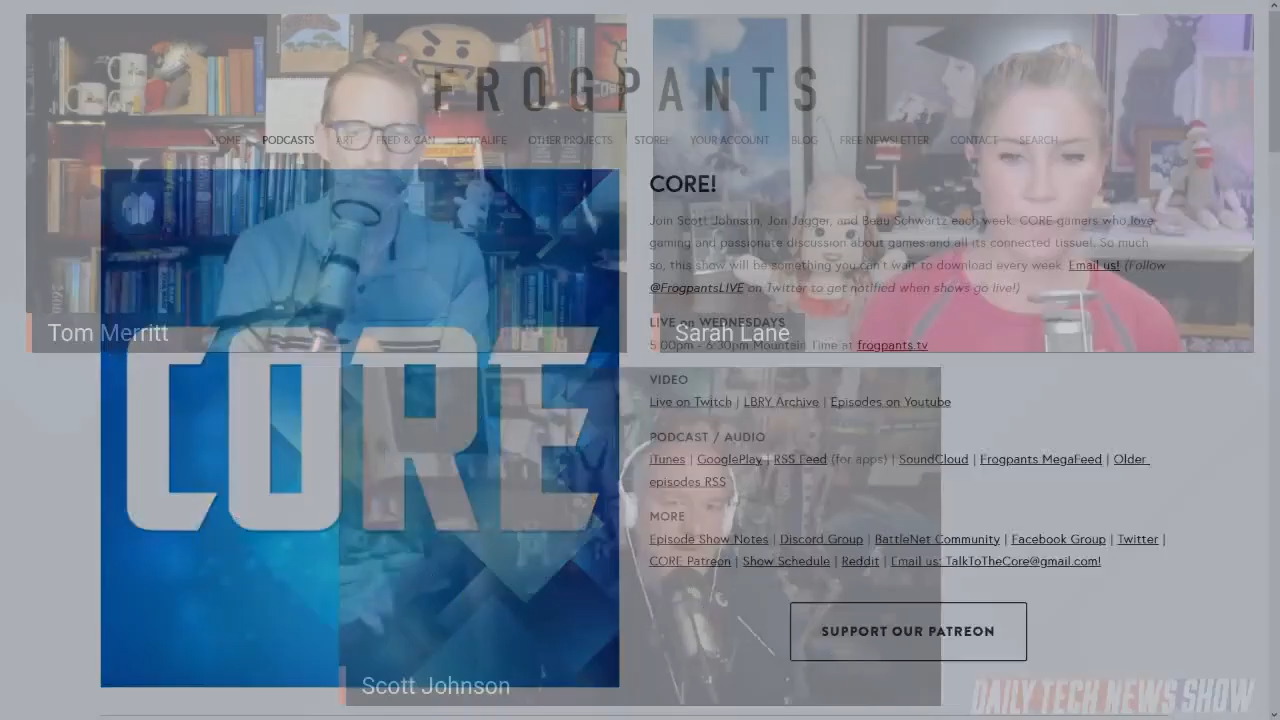 FROGPANTS
HOME PODCASTS ART FRED & CAN EXTRALIFE OTHER PROJECTS STORE! YOUR ACCOUNT BLOG FREE NEWSLETTER CONTACT SEARCH
CORE!
Join Scott Johnson, Jon Jagger, and Beau Schwartz each week. CORE gamers who love
gaming and passionate discussion about games and all its connected tissue! So much
so, this show will be something you can't wait to download every week. Email us! (Follow
@FrogpantsLIVE on Twitter to get notified when shows go live!)
LIVE on WEDNESDAYS
5:00pm - 6:30pm Mountain Time at frogpants.tv
Tom Merritt
Sarah Lane
CORE
VIDEO
Live on Twitch | LBRY Archive | Episodes on Youtube
PODCAST / AUDIO
iTunes | GooglePlay | RSS Feed (for apps) | SoundCloud | Frogpants MegaFeed | Older
episodes RSS
MORE
Episode Show Notes | Discord Group | BattleNet Community | Facebook Group | Twitter |
CORE Patreon | Show Schedule | Reddit | Email us: TalkToTheCore@gmail.com!
SUPPORT OUR PATREON
Scott Johnson
DAILY TECH NEWS SHOW